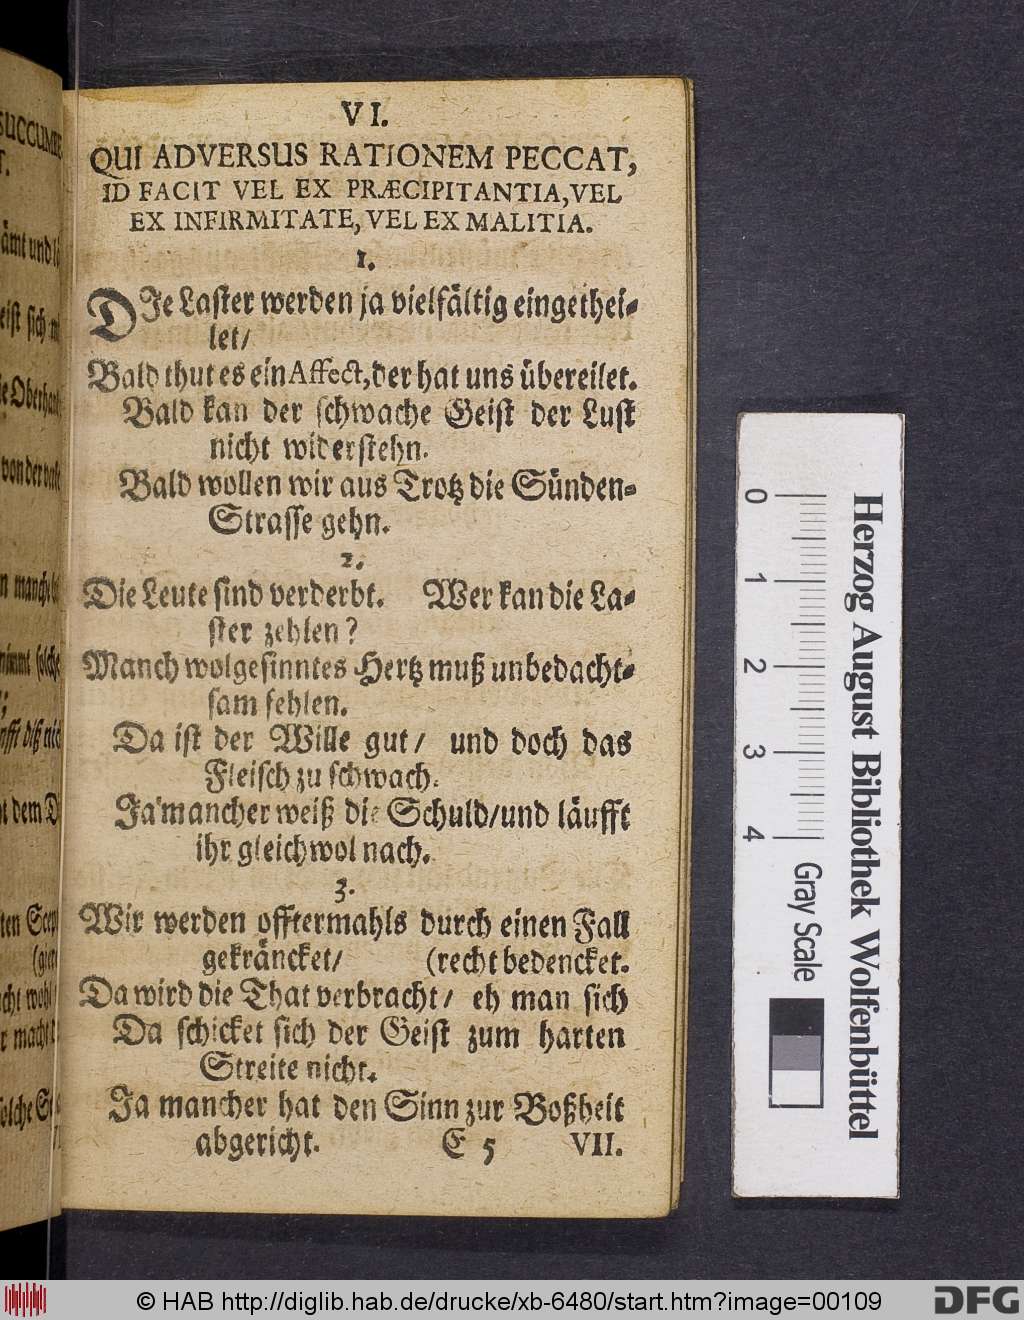 VI.
QUI ADVERSUS RATIONEM PECCAT,
ID FACIT VEL EX PRÆCIPITANTIA, VEL
EX INFIRMITATE, VEL EX MALITIA.
1.
DIe Laster werden ja vielfältig eingethei-
let/
Bald thut es ein Affect, der hat uns übereilet.
Bald kan der schwache Geist der Lust
nicht widerstehn.
Bald wollen wir aus Trotz die Sünden-
Strasse gehn.
2.
Die Leute sind verderbt. Wer kan die La-
ster zehlen?
Manch wolgesinntes Hertz muß unbedacht-
sam fehlen.
Da ist der Wille gut/ und doch das
Fleisch zu schwach.
Ja mancher weiß die Schuld/und läufft
ihr gleichwol nach.
3.
Wir werden offtermahls durch einen Fall
gekräncket/ (recht bedencket.
Da wird die That verbracht/ eh man sich
Da schicket sich der Geist zum harten
Streite nicht.
Ja mancher hat den Sinn zur Boßheit
abgericht. E 5 VII.
0 1 2 3 4
Gray Scale
Herzog August Bibliothek Wolfenbüttel
© HAB http://diglib.hab.de/drucke/xb-6480/start.htm?image=00109
DFG